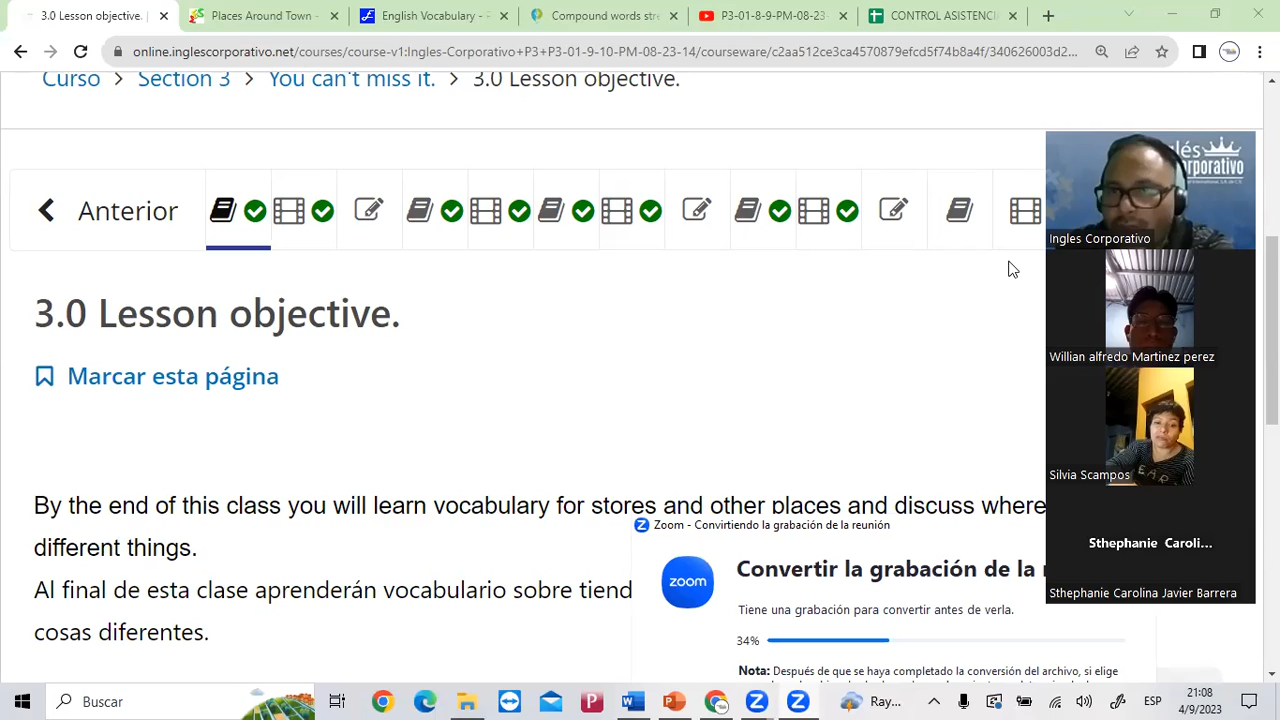 3.0 Lesson objective.
Places Around Town -
English Vocabulary -
Compound words stre
P3-01-8-9-PM-08-23-
CONTROL ASISTENCI
online.inglescorporativo.net/courses/course-v1:Ingles-Corporativo+P3+P3-01-9-10-PM-08-23-14/courseware/c2aa512ce3ca4570879efcd5f74b8a4f/340626003d2...
Curso > Section 3 > You can't miss it. > 3.0 Lesson objective.
Anterior
3.0 Lesson objective.
Marcar esta página
By the end of this class you will learn vocabulary for stores and other places and discuss where
different things.
Al final de esta clase aprenderán vocabulario sobre tiend
cosas diferentes.
Inglés
Corporativo
Ingles Corporativo
Willian alfredo Martinez perez
Silvia Scampos
Sthephanie Caroli...
Sthephanie Carolina Javier Barrera
Zoom - Convirtiendo la grabación de la reunión
zoom
Convertir la grabación de la r
Tiene una grabación para convertir antes de verla.
34%
Nota: Después de que se haya completado la conversión del archivo, si elige
Buscar
Ray...
ESP
21:08
4/9/2023